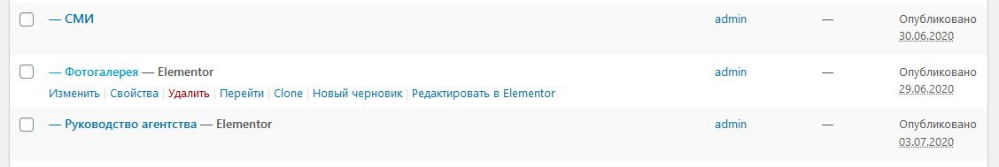 — СМИ admin — Опубликовано
30.06.2020
— Фотогалерея — Elementor admin — Опубликовано
29.06.2020
Изменить | Свойства | Удалить | Перейти | Clone | Новый черновик | Редактировать в Elementor
— Руководство агентства — Elementor admin — Опубликовано
03.07.2020